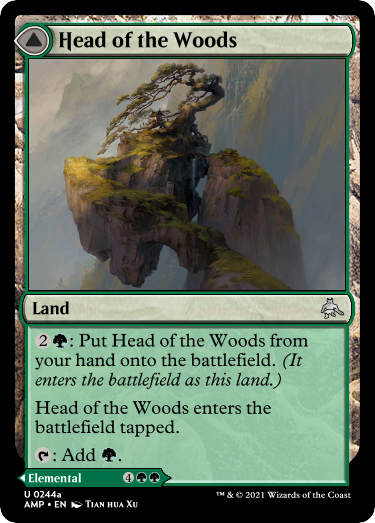 Head of the Woods
Land
2 : Put Head of the Woods from
your hand onto the battlefield. (It
enters the battlefield as this land.)
Head of the Woods enters the
battlefield tapped.
: Add .
Elemental 4
U 0244a
AMP • EN Tian hua Xu
™ & © 2021 Wizards of the Coast